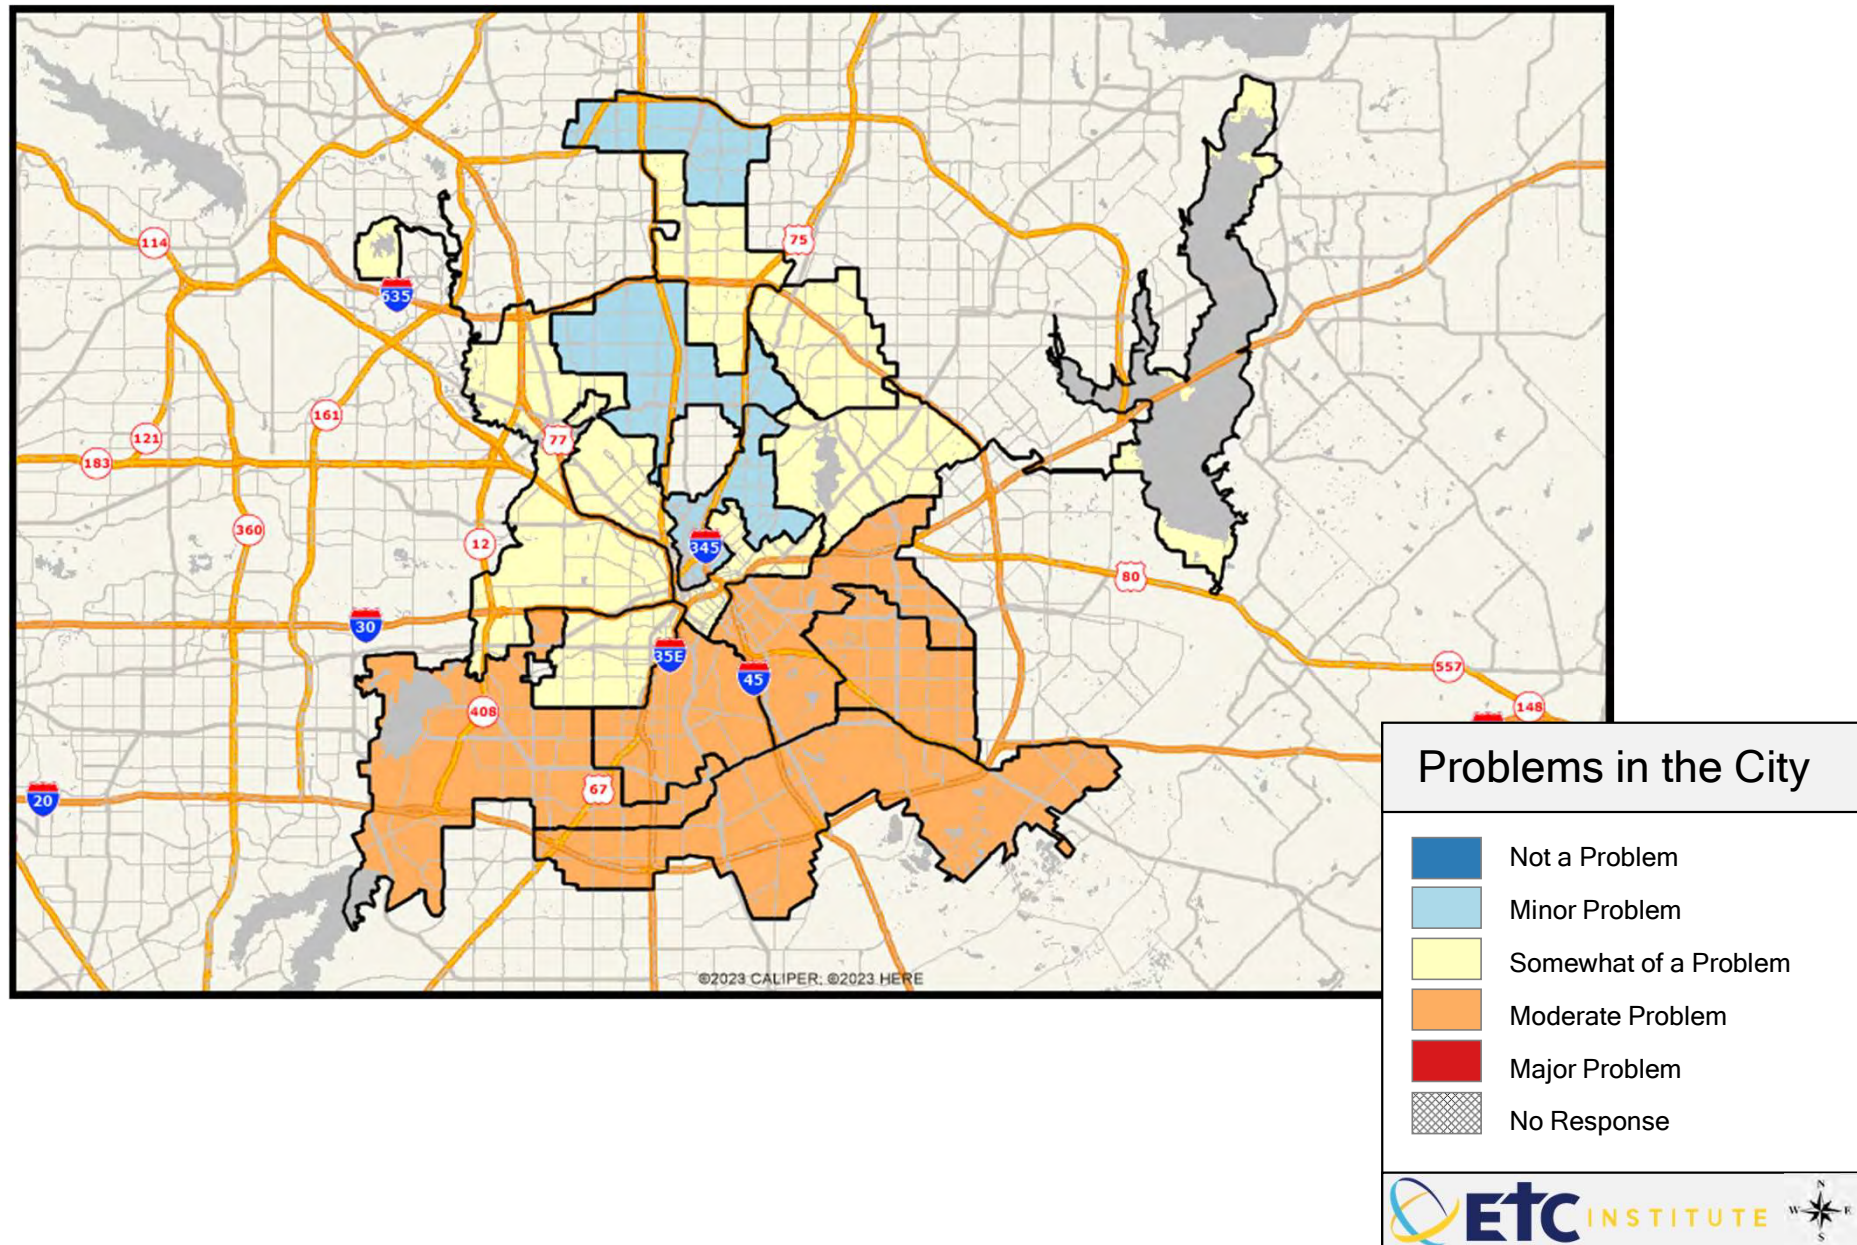 75
114
635
161
121
77
183
360
12
345
80
30
35E
45
557
408
148
67
20
©2023 CALIPER; ©2023 HERE
Problems in the City
Not a Problem
Minor Problem
Somewhat of a Problem
Moderate Problem
Major Problem
No Response
ETC INSTITUTE
N
W E
S